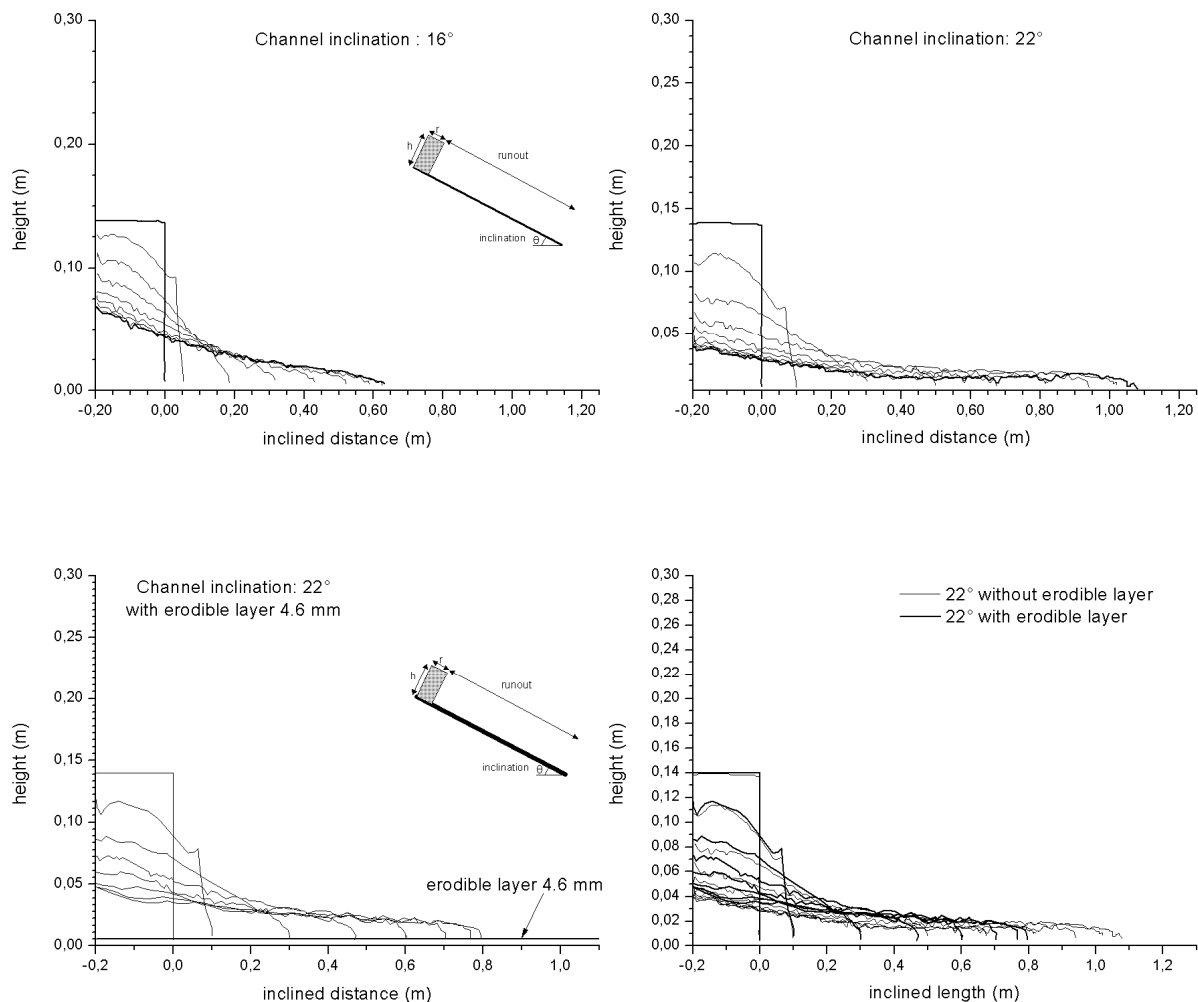 Channel inclination : 16°
height (m)
0,30
0,20
0,10
0,00
h
r
runout
inclination
θ
-0,20 0,00 0,20 0,40 0,60 0,80 1,00 1,20
inclined distance (m)
Channel inclination: 22°
height (m)
0,30
0,25
0,20
0,15
0,10
0,05
-0,20 0,00 0,20 0,40 0,60 0,80 1,00 1,20
inclined distance (m)
Channel inclination: 22°
with erodible layer 4.6 mm
height (m)
0,30
0,25
0,20
0,15
0,10
0,05
0,00
h
r
runout
inclination
θ
erodible layer 4.6 mm
-0,2 0,0 0,2 0,4 0,6 0,8 1,0
inclined distance (m)
22° without erodible layer
22° with erodible layer
height (m)
0,30
0,28
0,26
0,24
0,22
0,20
0,18
0,16
0,14
0,12
0,10
0,08
0,06
0,04
0,02
0,00
-0,2 0,0 0,2 0,4 0,6 0,8 1,0 1,2
inclined length (m)